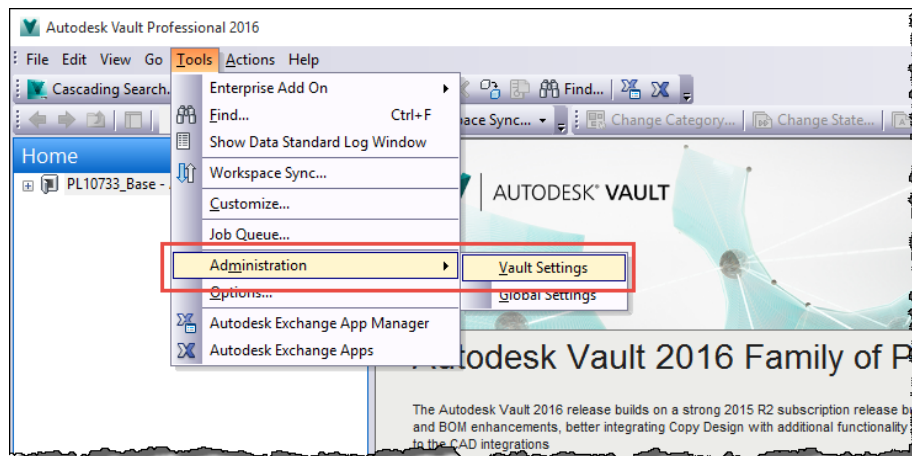 Autodesk Vault Professional 2016
File Edit View Go Tools Actions Help
Cascading Search.
Find...
Enterprise Add On
Find... Ctrl+F
ace Sync...
Change Category...
Change State...
Show Data Standard Log Window
Home
Workspace Sync...
PL10733_Base -
AUTODESK® VAULT
Customize...
Job Queue...
Administration
Vault Settings
Options...
Global Settings
Autodesk Exchange App Manager
Autodesk Exchange Apps
Autodesk Vault 2016 Family of P
The Autodesk Vault 2016 release builds on a strong 2015 R2 subscription release b
and BOM enhancements, better integrating Copy Design with additional functionality
to the CAD integrations